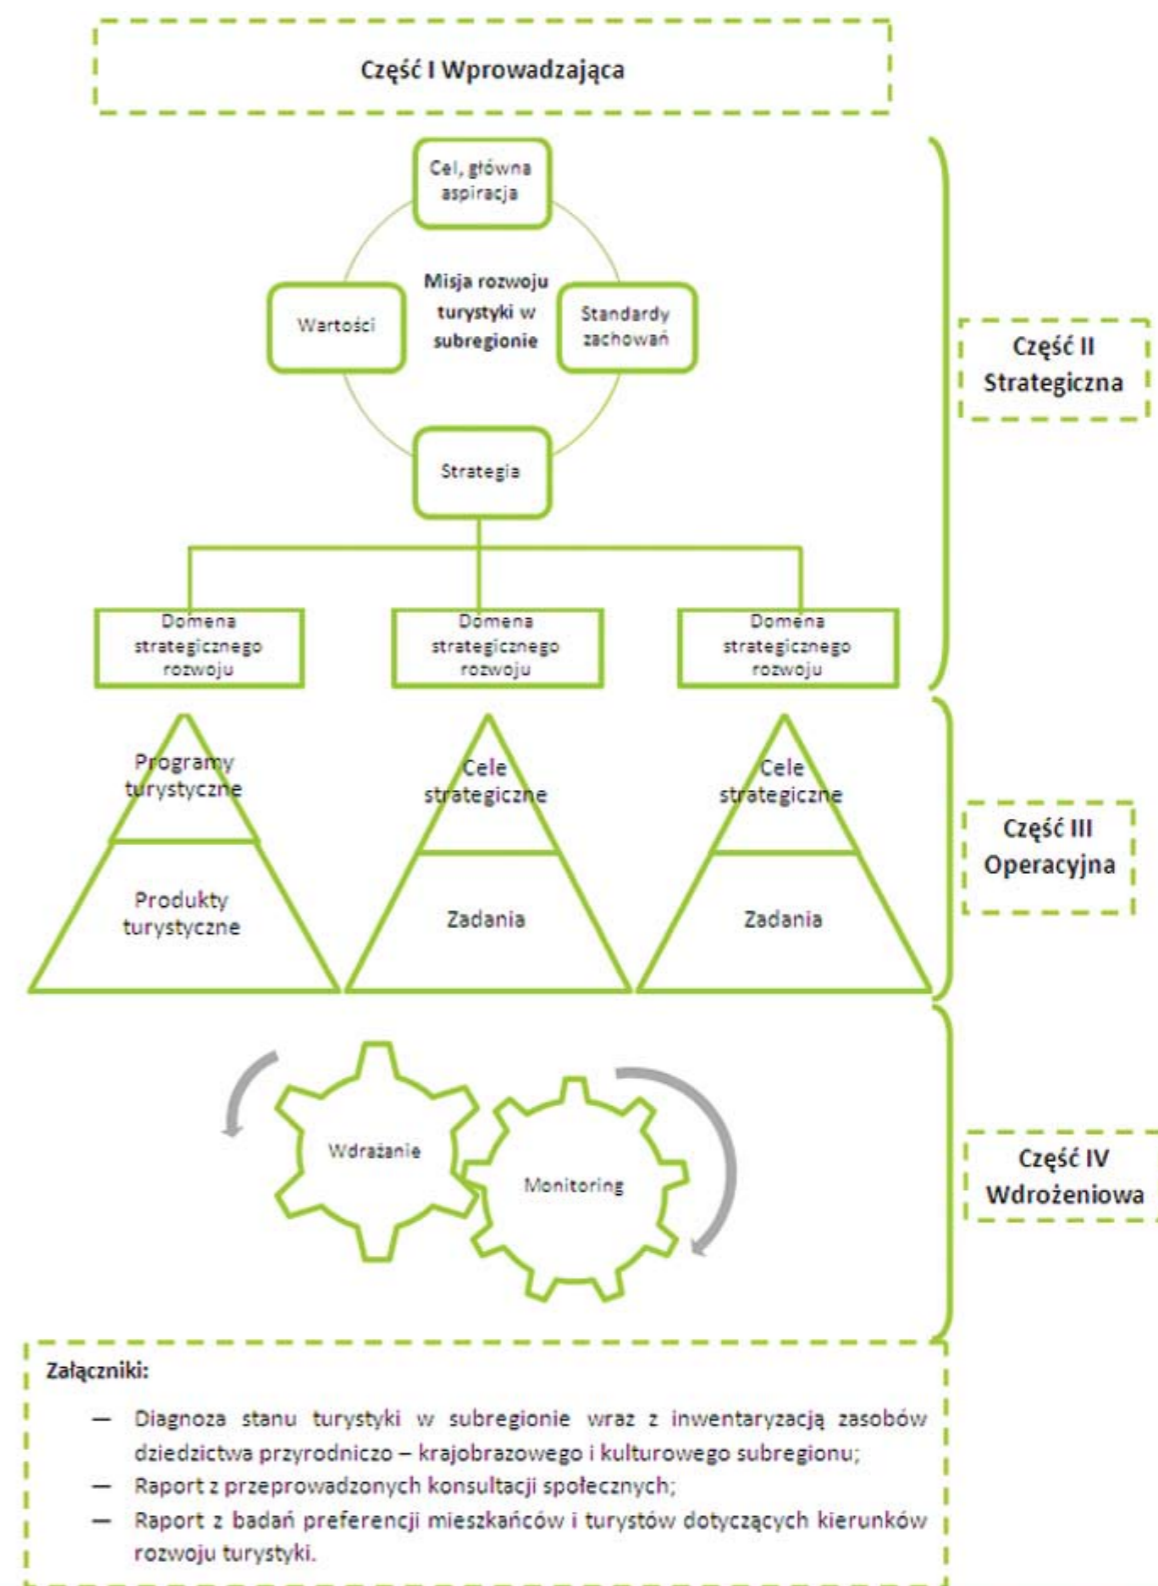 Część I Wprowadzająca
Cel, główna
aspiracja
Misja rozwoju
turystyki w
subregionie
Wartości
Standardy
zachowań
Strategia
Część II
Strategiczna
Domena
strategicznego
rozwoju
Domena
strategicznego
rozwoju
Domena
strategicznego
rozwoju
Programy
turystyczne
Produkty
turystyczne
Cele
strategiczne
Zadania
Cele
strategiczne
Zadania
Część III
Operacyjna
Wdrażanie
Monitoring
Część IV
Wdrożeniowa
Załączniki:
— Diagnoza stanu turystyki w subregionie wraz z inwentaryzacją zasobów
dziedzictwa przyrodniczo – krajobrazowego i kulturowego subregionu;
— Raport z przeprowadzonych konsultacji społecznych;
— Raport z badań preferencji mieszkańców i turystów dotyczących kierunków
rozwoju turystyki.